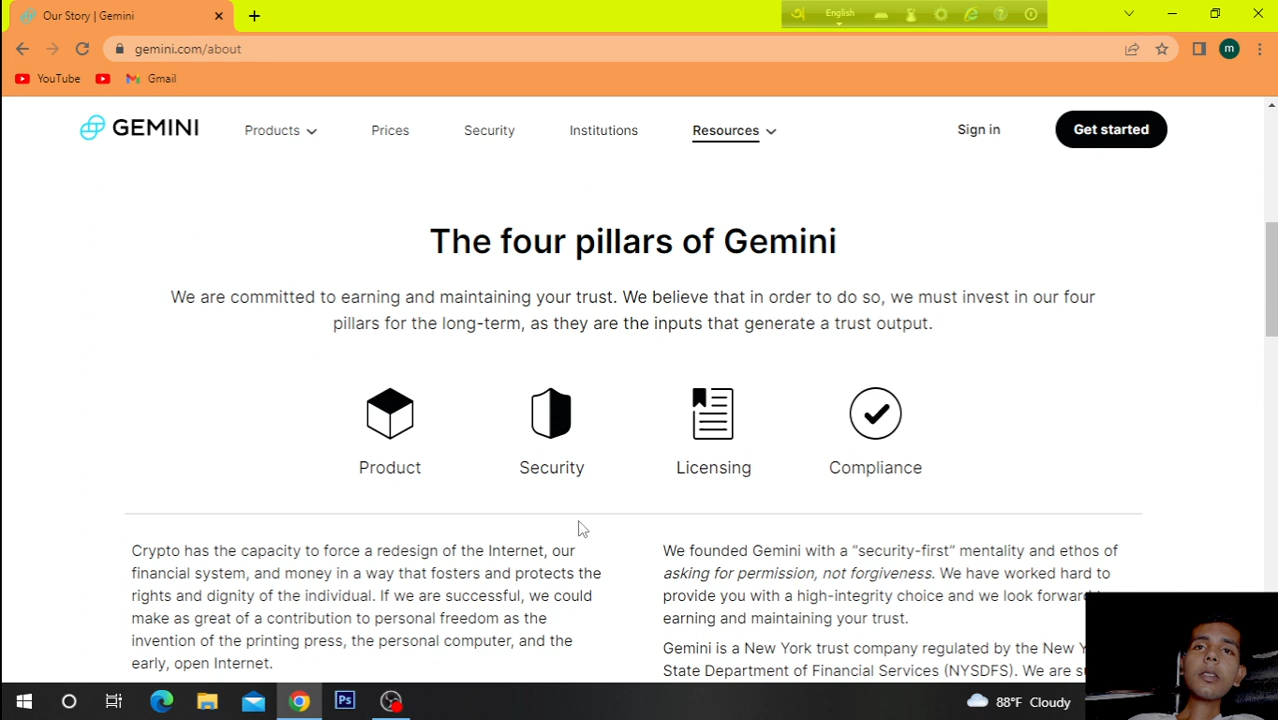 Our Story | Gemini
English
gemini.com/about
m
YouTube
Gmail
GEMINI
Products
Prices
Security
Institutions
Resources
Sign in
Get started
The four pillars of Gemini
We are committed to earning and maintaining your trust. We believe that in order to do so, we must invest in our four
pillars for the long-term, as they are the inputs that generate a trust output.
Product
Security
Licensing
Compliance
Crypto has the capacity to force a redesign of the Internet, our
financial system, and money in a way that fosters and protects the
rights and dignity of the individual. If we are successful, we could
make as great of a contribution to personal freedom as the
invention of the printing press, the personal computer, and the
early, open Internet.
We founded Gemini with a “security-first” mentality and ethos of
asking for permission, not forgiveness. We have worked hard to
provide you with a high-integrity choice and we look forward
earning and maintaining your trust.
Gemini is a New York trust company regulated by the New
State Department of Financial Services (NYSDFS). We are
Ps
88°F Cloudy